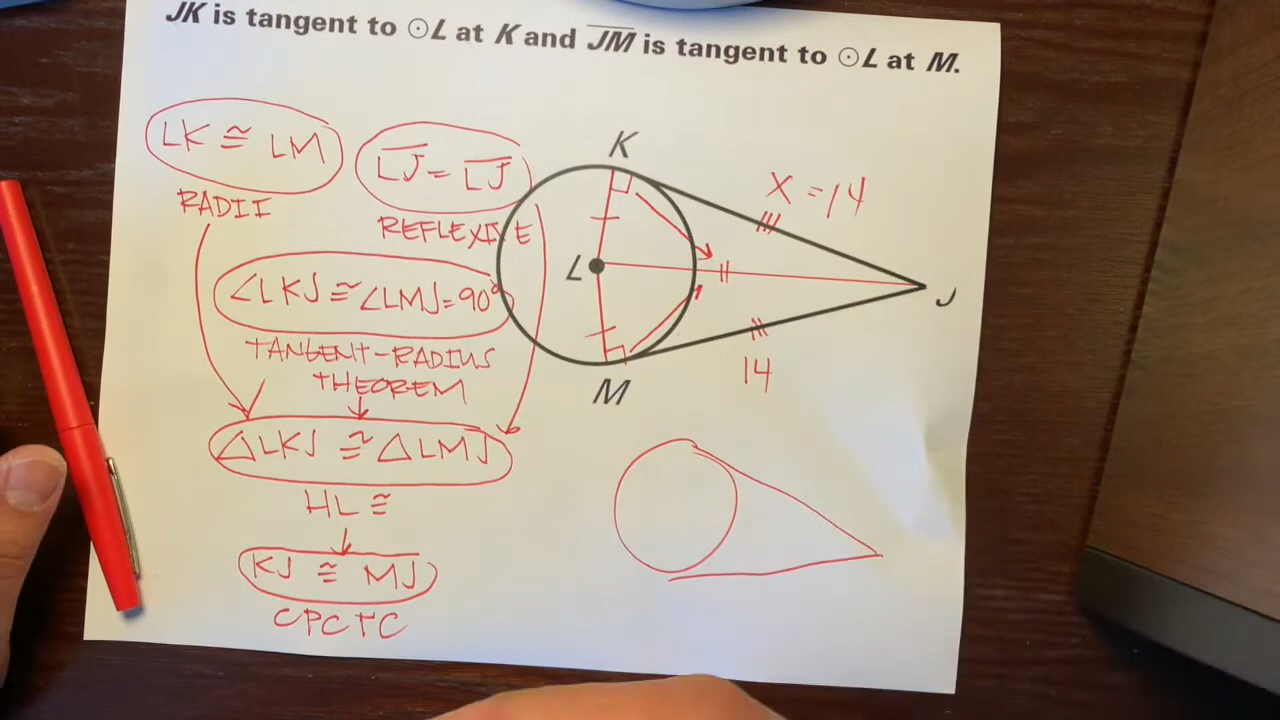 JK is tangent to ⊙L at K and JM is tangent to ⊙L at M.
LK ≅ LM
RADII
LJ = LJ
REFLEXIVE
∠LKJ ≅ ∠LMJ = 90°
TANGENT-RADIUS
THEOREM
△LKJ ≅ △LMJ
HL ≅
KJ ≅ MJ
CPCTC
K
X = 14
L
J
M
14